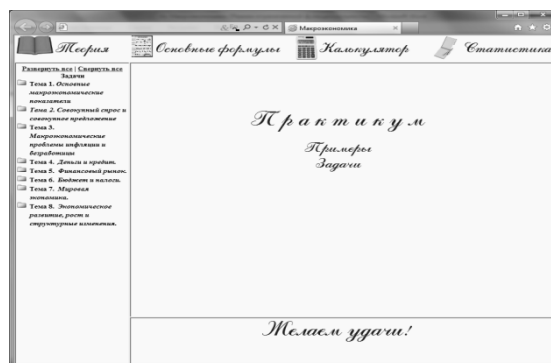 Макроэкономика
Теория
Основные формулы
Калькулятор
Статистика
Развернуть все | Свернуть все
Задачи
Тема 1. Основные
макроэкономические
показатели
Тема 2. Совокупный спрос и
совокупное предложение
Тема 3.
Макроэкономические
проблемы инфляции и
безработицы
Тема 4. Деньги и кредит.
Тема 5. Финансовый рынок.
Тема 6. Бюджет и налоги.
Тема 7. Мировая
экономика.
Тема 8. Экономическое
развитие, рост и
структурные изменения.
Практикум
Примеры
Задачи
Желаем удачи!